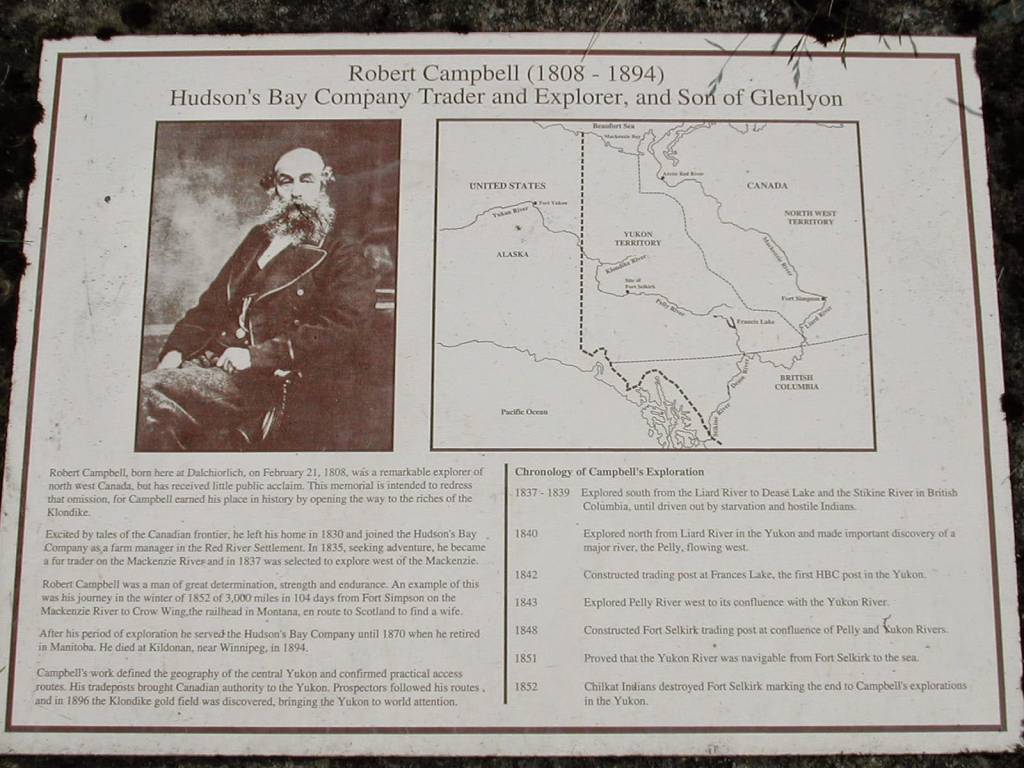 Robert Campbell (1808 - 1894)
Hudson's Bay Company Trader and Explorer, and Son of Glenlyon
Beaufort Sea
Mackenzie Bay
Arctic Red River
UNITED STATES
CANADA
Fort Yukon
Yukon River
NORTH WEST
TERRITORY
YUKON
TERRITORY
ALASKA
Mackenzie River
Klondike River
Site of
Fort Selkirk
Pelly River
Fort Simpson
Liard River
Francis Lake
Dease River
BRITISH
COLUMBIA
Pacific Ocean
Stikine River
Robert Campbell, born here at Dalchiorlich, on February 21, 1808, was a remarkable explorer of
north west Canada, but has received little public acclaim. This memorial is intended to redress
that omission, for Campbell earned his place in history by opening the way to the riches of the
Klondike.
Excited by tales of the Canadian frontier, he left his home in 1830 and joined the Hudson's Bay
Company as a farm manager in the Red River Settlement. In 1835, seeking adventure, he became
a fur trader on the Mackenzie River and in 1837 was selected to explore west of the Mackenzie.
Robert Campbell was a man of great determination, strength and endurance. An example of this
was his journey in the winter of 1852 of 3,000 miles in 104 days from Fort Simpson on the
Mackenzie River to Crow Wing,the railhead in Montana, en route to Scotland to find a wife.
After his period of exploration he served the Hudson's Bay Company until 1870 when he retired
in Manitoba. He died at Kildonan, near Winnipeg, in 1894.
Campbell's work defined the geography of the central Yukon and confirmed practical access
routes. His tradeposts brought Canadian authority to the Yukon. Prospectors followed his routes ,
and in 1896 the Klondike gold field was discovered, bringing the Yukon to world attention.
Chronology of Campbell's Exploration
1837 - 1839 Explored south from the Liard River to Dease Lake and the Stikine River in British
Columbia, until driven out by starvation and hostile Indians.
1840 Explored north from Liard River in the Yukon and made important discovery of a
major river, the Pelly, flowing west.
1842 Constructed trading post at Frances Lake, the first HBC post in the Yukon.
1843 Explored Pelly River west to its confluence with the Yukon River.
1848 Constructed Fort Selkirk trading post at confluence of Pelly and Yukon Rivers.
1851 Proved that the Yukon River was navigable from Fort Selkirk to the sea.
1852 Chilkat Indians destroyed Fort Selkirk marking the end to Campbell's explorations
in the Yukon.